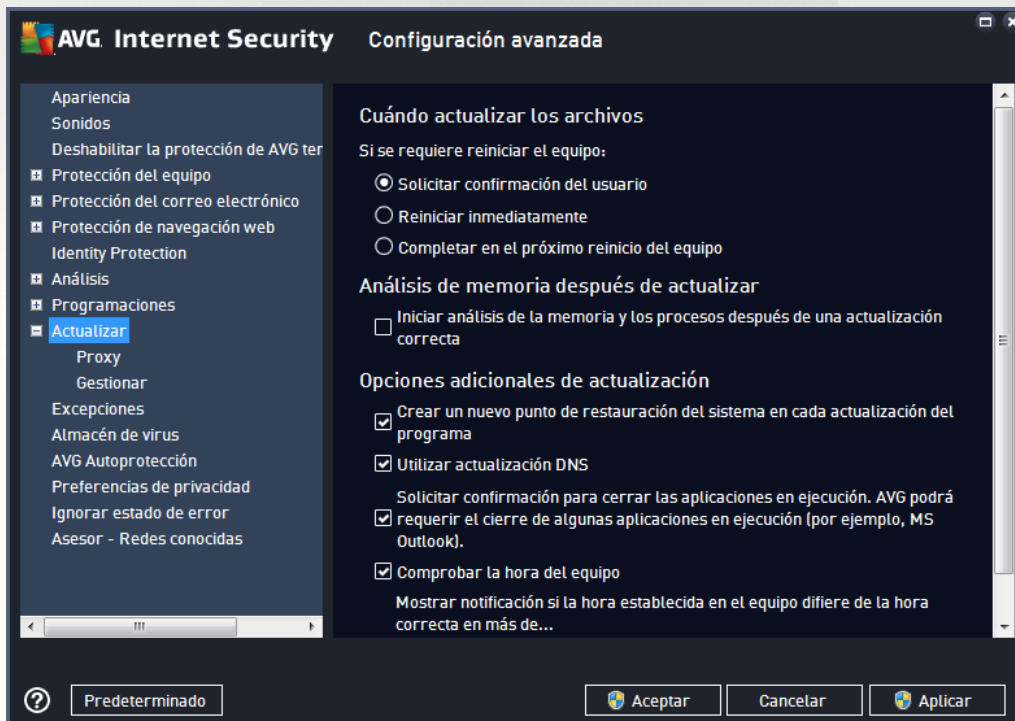 AVG. Internet Security
Configuración avanzada
Apariencia
Sonidos
Deshabilitar la protección de AVG ter
Protección del equipo
Protección del correo electrónico
Protección de navegación web
Identity Protection
Análisis
Programaciones
Actualizar
Proxy
Gestionar
Excepciones
Almacén de virus
AVG Autoprotección
Preferencias de privacidad
Ignorar estado de error
Asesor - Redes conocidas
Cuándo actualizar los archivos
Si se requiere reiniciar el equipo:
Solicitar confirmación del usuario
Reiniciar inmediatamente
Completar en el próximo reinicio del equipo
Análisis de memoria después de actualizar
Iniciar análisis de la memoria y los procesos después de una actualización
correcta
Opciones adicionales de actualización
Crear un nuevo punto de restauración del sistema en cada actualización del
programa
Utilizar actualización DNS
Solicitar confirmación para cerrar las aplicaciones en ejecución. AVG podrá
requerir el cierre de algunas aplicaciones en ejecución (por ejemplo, MS
Outlook).
Comprobar la hora del equipo
Mostrar notificación si la hora establecida en el equipo difiere de la hora
correcta en más de...
Predeterminado
Aceptar
Cancelar
Aplicar